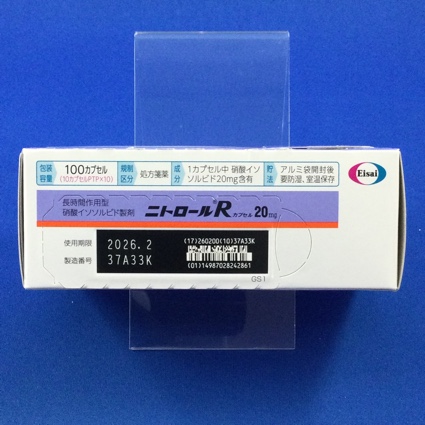 包装容量
100カプセル
(10カプセルPTP×10)
規制区分
処方箋薬
成分
1カプセル中 硝酸イソ
ソルビド20mg含有
貯法
アルミ袋開封後
要防湿、室温保存
Eisai
長時間作用型
硝酸イソソルビド製剤
ニトロールRカプセル 20mg
使用期限
2026.2
製造番号
37A33K
(17)260200(10)37A33K
(01)14987028242861
GS1